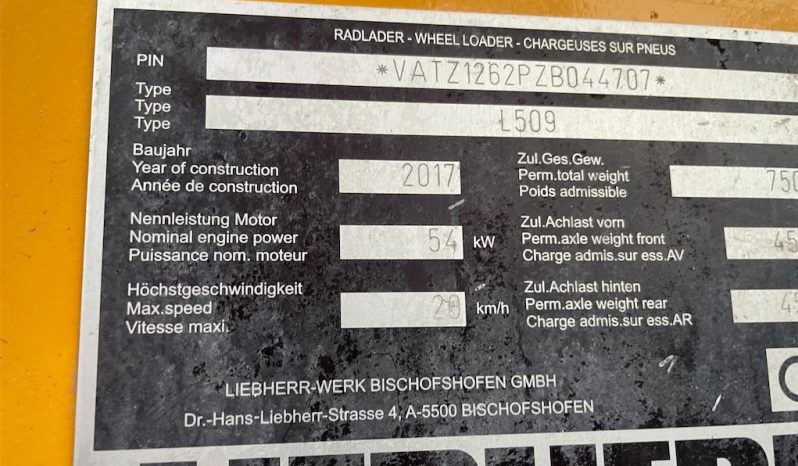 RADLADER - WHEEL LOADER - CHARGEUSES SUR PNEUS
PIN *VATZ1262PZB044707*
Type
Type L509
Type
Baujahr
Year of construction 2017
Année de construction
Zul.Ges.Gew.
Perm.total weight 750
Poids admissible
Nennleistung Motor
Nominal engine power 54 kW
Puissance nom. moteur
Zul.Achlast vorn
Perm.axle weight front 45
Charge admis.sur ess.AV
Höchstgeschwindigkeit
Max.speed 20 km/h
Vitesse maxi.
Zul.Achlast hinten
Perm.axle weight rear 45
Charge admis.sur ess.AR
LIEBHERR-WERK BISCHOFSHOFEN GMBH
Dr.-Hans-Liebherr-Strasse 4, A-5500 BISCHOFSHOFEN